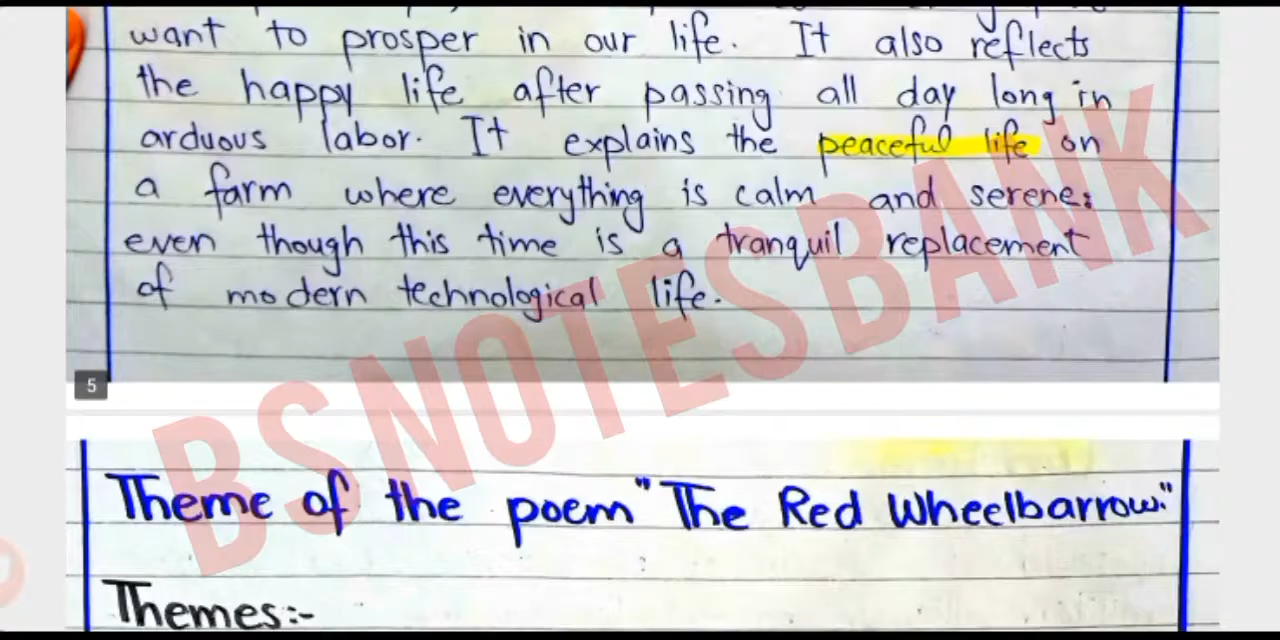 want to prosper in our life. It also reflects
the happy life after passing all day long in
arduous labor. It explains the peaceful life on
a farm where everything is calm and serene;
even though this time is a tranquil replacement
of modern technological life.
5
BSNOTESBANK
Theme of the poem "The Red Wheelbarrow."
Themes:-